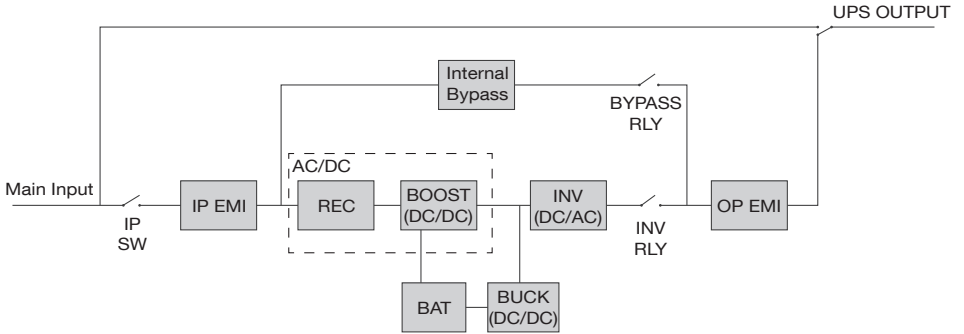 UPS OUTPUT
Internal
Bypass
BYPASS
RLY
AC/DC
Main Input
IP
SW
IP EMI
REC
BOOST
(DC/DC)
INV
(DC/AC)
INV
RLY
OP EMI
BAT
BUCK
(DC/DC)